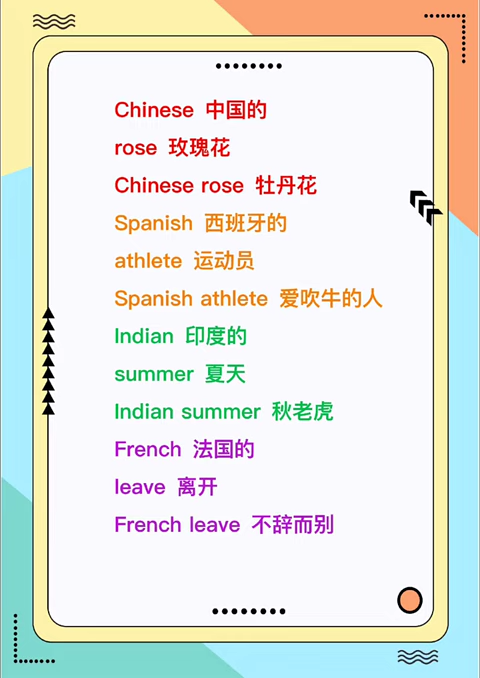 Chinese 中国的
rose 玫瑰花
Chinese rose 牡丹花
Spanish 西班牙的
athlete 运动员
Spanish athlete 爱吹牛的人
Indian 印度的
summer 夏天
Indian summer 秋老虎
French 法国的
leave 离开
French leave 不辞而别